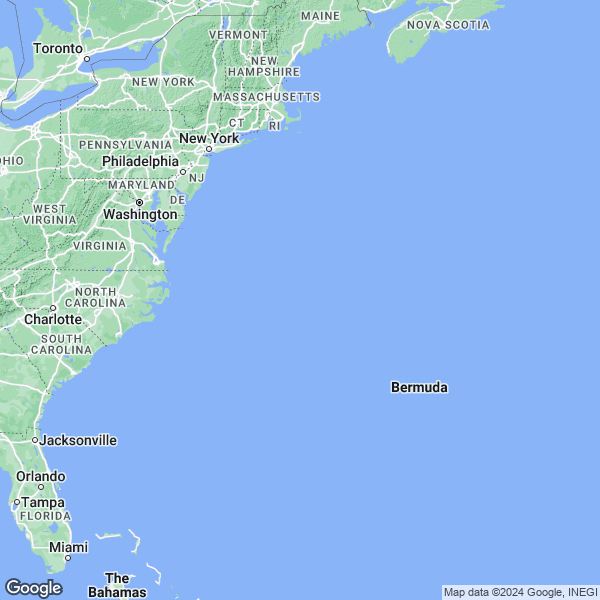 MAINE
NOVA SCOTIA
VERMONT
Toronto
NEW
HAMPSHIRE
NEW YORK
MASSACHUSETTS
CT
RI
PENNSYLVANIA
New York
OHIO
Philadelphia
MARYLAND
NJ
DE
WEST
VIRGINIA
Washington
VIRGINIA
NORTH
CAROLINA
Charlotte
SOUTH
CAROLINA
Bermuda
Jacksonville
Orlando
Tampa
FLORIDA
Miami
The
Bahamas
Google
Map data ©2024 Google, INEGI